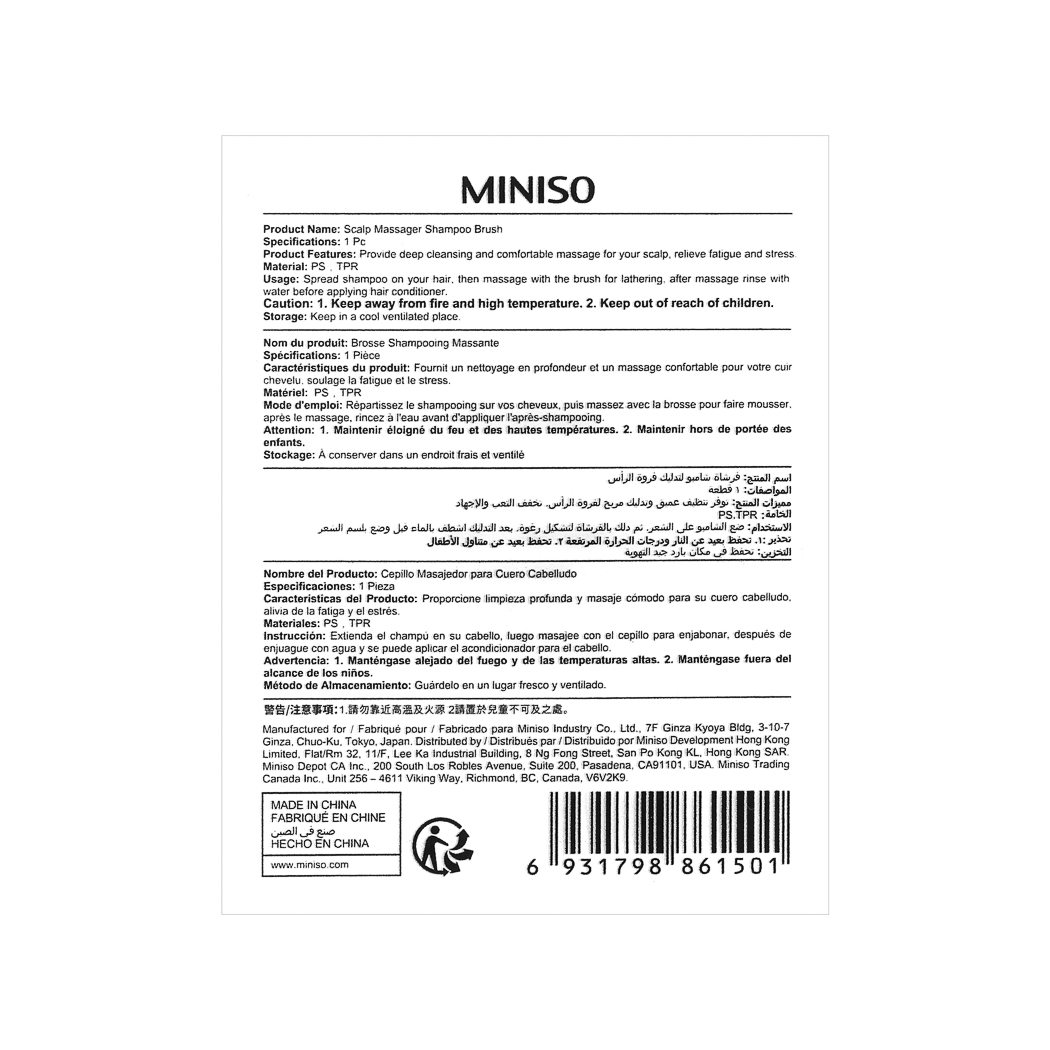 MINISO
Product Name: Scalp Massager Shampoo Brush
Specifications: 1 Pc
Product Features: Provide deep cleansing and comfortable massage for your scalp, relieve fatigue and stress.
Material: PS , TPR
Usage: Spread shampoo on your hair, then massage with the brush for lathering, after massage rinse with
water before applying hair conditioner.
Caution: 1. Keep away from fire and high temperature. 2. Keep out of reach of children.
Storage: Keep in a cool ventilated place.
Nom du produit: Brosse Shampooing Massante
Spécifications: 1 Pièce
Caractéristiques du produit: Fournit un nettoyage en profondeur et un massage confortable pour votre cuir
chevelu, soulage la fatigue et le stress.
Matériel: PS , TPR
Mode d'emploi: Répartissez le shampooing sur vos cheveux, puis massez avec la brosse pour faire mousser,
après le massage, rincez à l'eau avant d'appliquer l'après-shampooing.
Attention: 1. Maintenir éloigné du feu et des hautes températures. 2. Maintenir hors de portée des
enfants.
Stockage: À conserver dans un endroit frais et ventilé
اسم المنتج: فرشاة شامبو لتدليك فروة الرأس
المواصفات: ١ قطعة
مميزات المنتج: توفر تنظيف عميق وتدليك مريح لفروة الرأس, تخفف التعب والإجهاد
الخامة: PS.TPR
الاستخدام: ضع الشامبو على الشعر, ثم دلك بالفرشاة لتشكيل رغوة, بعد التدليك اشطف بالماء قبل وضع بلسم الشعر
تحذير: ١. تحفظ بعيد عن النار ودرجات الحرارة المرتفعة ٢. تحفظ بعيد عن متناول الأطفال
التخزين: تحفظ في مكان بارد جيد التهوية
Nombre del Producto: Cepillo Masajedor para Cuero Cabelludo
Especificaciones: 1 Pieza
Características del Producto: Proporcione limpieza profunda y masaje cómodo para su cuero cabelludo,
alivia de la fatiga y el estrés.
Materiales: PS , TPR
Instrucción: Extienda el champú en su cabello, luego masajee con el cepillo para enjabonar, después de
enjuague con agua y se puede aplicar el acondicionador para el cabello.
Advertencia: 1. Manténgase alejado del fuego y de las temperaturas altas. 2. Manténgase fuera del
alcance de los niños.
Método de Almacenamiento: Guárdelo en un lugar fresco y ventilado.
警告/注意事項:1.請勿靠近高溫及火源 2請置於兒童不可及之處。
Manufactured for / Fabriqué pour / Fabricado para Miniso Industry Co., Ltd., 7F Ginza Kyoya Bldg, 3-10-7
Ginza, Chuo-Ku, Tokyo, Japan. Distributed by / Distribués par / Distribuido por Miniso Development Hong Kong
Limited, Flat/Rm 32, 11/F, Lee Ka Industrial Building, 8 Ng Fong Street, San Po Kong KL, Hong Kong SAR.
Miniso Depot CA Inc., 200 South Los Robles Avenue, Suite 200, Pasadena, CA91101, USA. Miniso Trading
Canada Inc., Unit 256 – 4611 Viking Way, Richmond, BC, Canada, V6V2K9.
MADE IN CHINA
FABRIQUÉ EN CHINE
صنع في الصين
HECHO EN CHINA
www.miniso.com
6 931798 861501